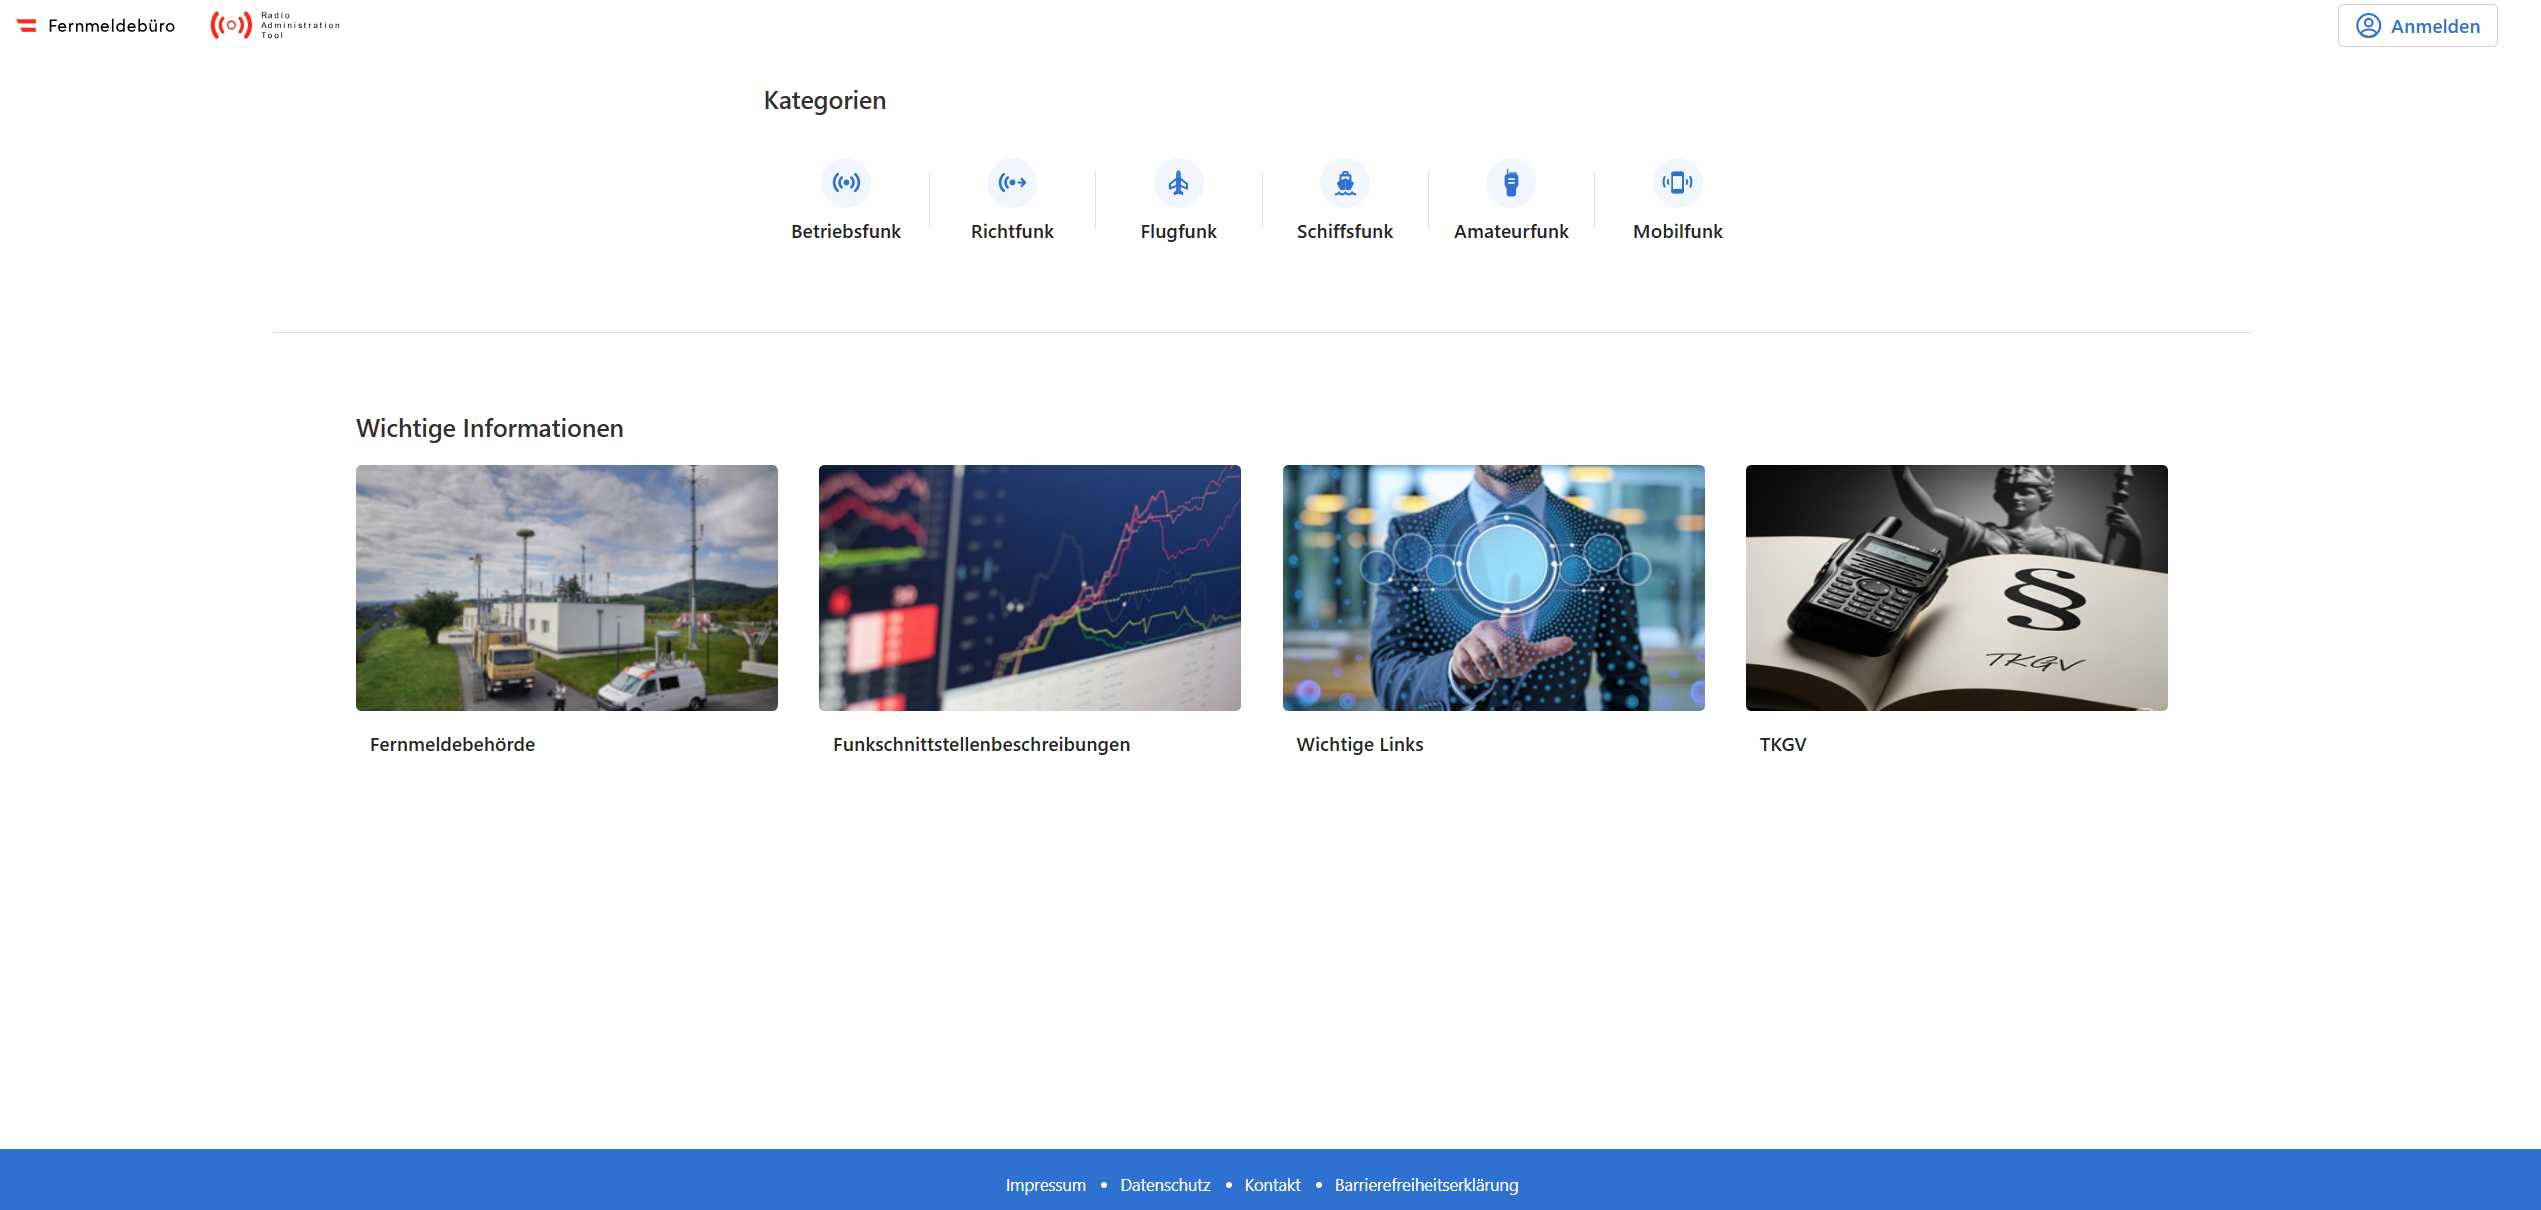 Fernmeldebüro
Radio
Administration
Tool
Anmelden
Kategorien
Betriebsfunk
Richtfunk
Flugfunk
Schiffsfunk
Amateurfunk
Mobilfunk
Wichtige Informationen
§
TKGV
Fernmeldebehörde
Funkschnittstellenbeschreibungen
Wichtige Links
TKGV
Impressum • Datenschutz • Kontakt • Barrierefreiheitserklärung